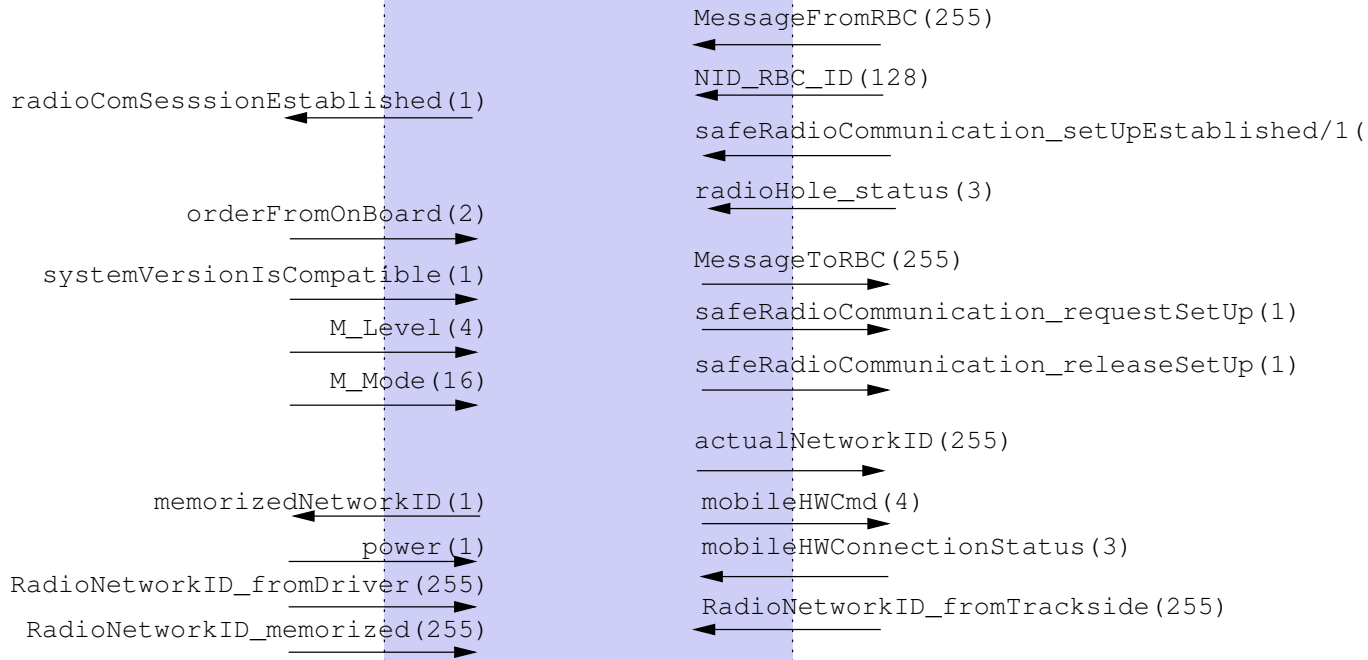 MessageFromRBC(255)
NID_RBC_ID(128)
radioComSesssionEstablished(1)
safeRadioCommunication_setUpEstablished/1(
radioHole_status(3)
orderFromOnBoard(2)
MessageToRBC(255)
systemVersionIsCompatible(1)
safeRadioCommunication_requestSetUp(1)
M_Level(4)
safeRadioCommunication_releaseSetUp(1)
M_Mode(16)
actualNetworkID(255)
memorizedNetworkID(1)
mobileHWCmd(4)
power(1)
mobileHWConnectionStatus(3)
RadioNetworkID_fromDriver(255)
RadioNetworkID_fromTrackside(255)
RadioNetworkID_memorized(255)